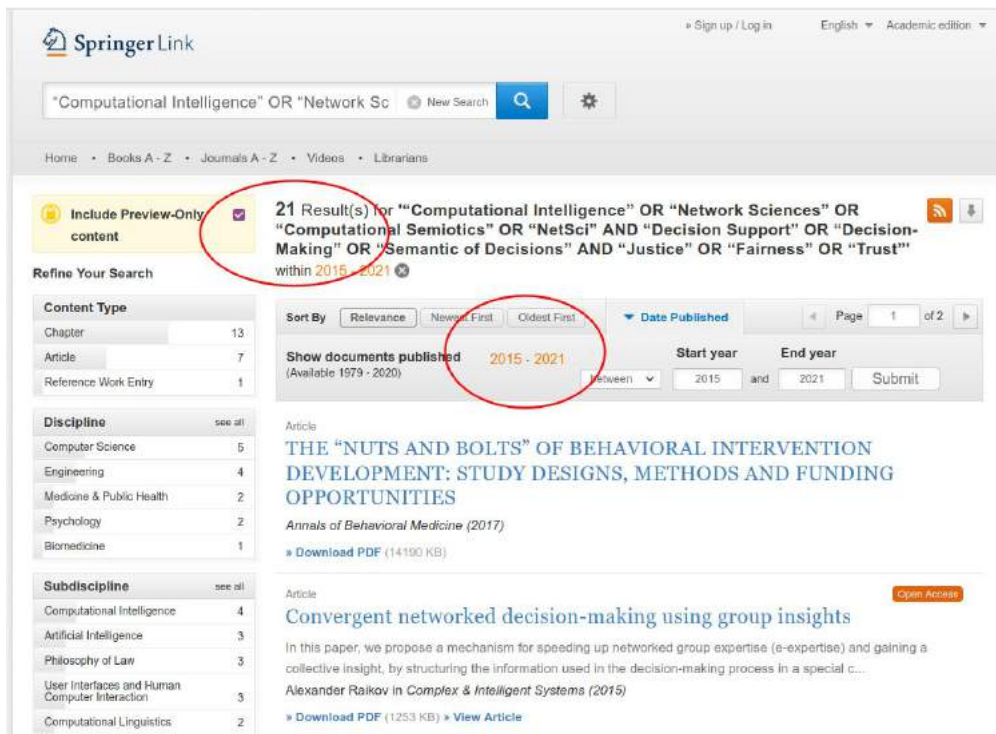 » Sign up / Log in English Academic edition
Springer Link
"Computational Intelligence" OR "Network Sc New Search
Home • Books A - Z • Journals A - Z • Videos • Librarians
Include Preview-Only
content
Refine Your Search
Content Type
Chapter 13
Article 7
Reference Work Entry 1
Discipline see all
Computer Science 5
Engineering 4
Medicine & Public Health 2
Psychology 2
Biomedicine 1
Subdiscipline see all
Computational Intelligence 4
Artificial Intelligence 3
Philosophy of Law 3
User Interfaces and Human
Computer Interaction 3
Computational Linguistics 2
21 Result(s) for '"Computational Intelligence" OR "Network Sciences" OR
"Computational Semiotics" OR "NetSci" AND "Decision Support" OR "Decision-
Making" OR "Semantic of Decisions" AND "Justice" OR "Fairness" OR "Trust"'
within 2015 - 2021
Sort By Relevance Newest First Oldest First Date Published Page 1 of 2
Show documents published 2015 - 2021 Start year End year
(Available 1979 - 2020) between 2015 and 2021 Submit
Article
THE "NUTS AND BOLTS" OF BEHAVIORAL INTERVENTION
DEVELOPMENT: STUDY DESIGNS, METHODS AND FUNDING
OPPORTUNITIES
Annals of Behavioral Medicine (2017)
» Download PDF (14190 KB)
Article Open Access
Convergent networked decision-making using group insights
In this paper, we propose a mechanism for speeding up networked group expertise (e-expertise) and gaining a
collective insight, by structuring the information used in the decision-making process in a special c...
Alexander Raikov in Complex & Intelligent Systems (2015)
» Download PDF (1253 KB) » View Article